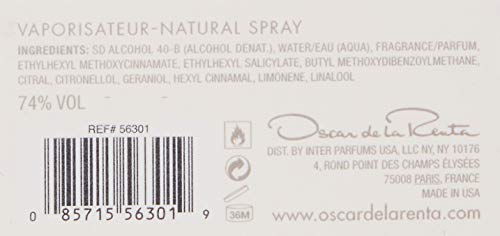 VAPORISATEUR-NATURAL SPRAY
INGREDIENTS: SD ALCOHOL 40-B (ALCOHOL DENAT.), WATER/EAU (AQUA), FRAGRANCE/PARFUM,
ETHYLHEXYL METHOXYCINNAMATE, ETHYLHEXYL SALICYLATE, BUTYL METHOXYDIBENZOYLMETHANE,
CITRAL, CITRONELLOL, GERANIOL, HEXYL CINNAMAL, LIMONENE, LINALOOL
74% VOL
REF# 56301
0 85715 56301 9
36M
Oscar de la Renta
DIST. BY INTER PARFUMS USA, LLC NY, NY 10176
4, ROND POINT DES CHAMPS ÉLYSÉES
75008 PARIS, FRANCE
MADE IN USA
www.oscardelarenta.com